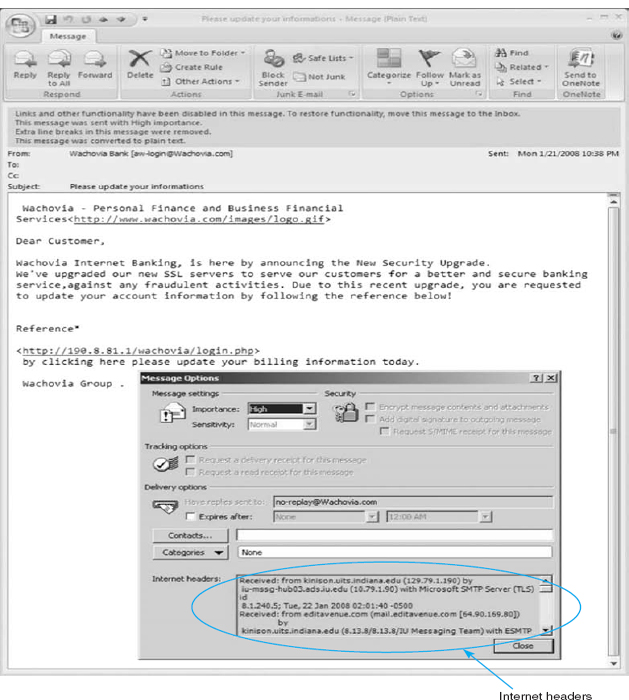 Please update your informations - Message (Plain Text)
Message
Reply
Reply to All
Forward
Respond
Delete
Move to Folder
Create Rule
Other Actions
Actions
Block Sender
Safe Lists
Not Junk
Junk E-mail
Categorize
Follow Up
Mark as Unread
Options
Find
Related
Select
Find
Send to OneNote
OneNote
Links and other functionality have been disabled in this message. To restore functionality, move this message to the Inbox.
This message was sent with High importance.
Extra line breaks in this message were removed.
This message was converted to plain text.
From: Wachovia Bank [aw-login@Wachovia.com]
Sent: Mon 1/21/2008 10:38 PM
To:
Cc:
Subject: Please update your informations
Wachovia - Personal Finance and Business Financial
Services<http://www.wachovia.com/images/logo.gif>
Dear Customer,
Wachovia Internet Banking, is here by announcing the New Security Upgrade.
We've upgraded our new SSL servers to serve our customers for a better and secure banking
service,against any fraudulent activities. Due to this recent upgrade, you are requested
to update your account information by following the reference below!
Reference*
<http://190.8.81.1/wachovia/login.php>
by clicking here please update your billing information today.
Wachovia Group .
Message Options
Message settings
Security
Importance: High
Sensitivity: Normal
Encrypt message contents and attachments
Add digital signature to outgoing message
Request S/MIME receipt for this message
Tracking options
Request a delivery receipt for this message
Request a read receipt for this message
Delivery options
Have replies sent to: no-replay@Wachovia.com
Expires after: None 12:00 AM
Contacts...
Categories None
Internet headers:
Received: from kinison.uits.indiana.edu (129.79.1.190) by
iu-mssg-hub03.ads.iu.edu (10.79.1.90) with Microsoft SMTP Server (TLS)
id
8.1.240.5; Tue, 22 Jan 2008 02:01:40 -0500
Received: from editavenue.com (mail.editavenue.com [64.90.169.80])
by
kinison.uits.indiana.edu (8.13.8/8.13.8/IU Messaging Team) with ESMTP
Close
Internet headers